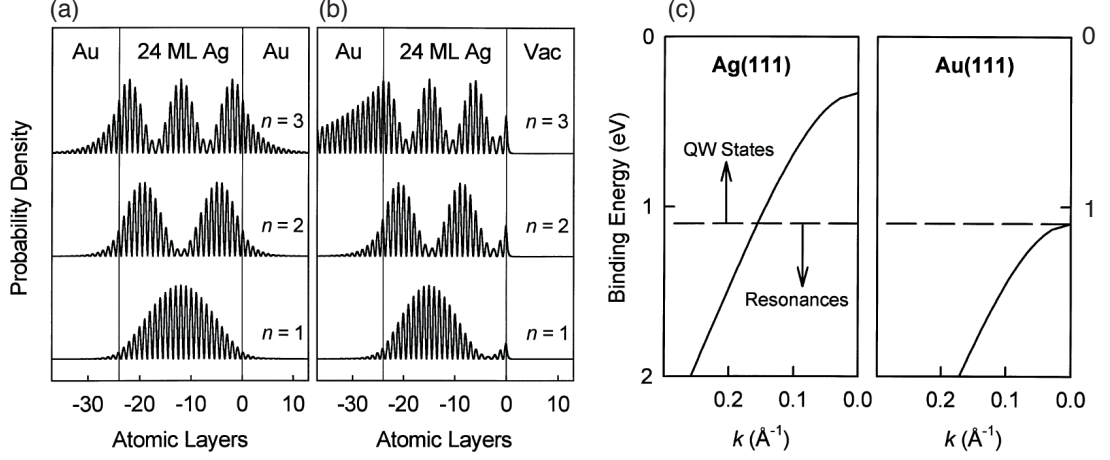 (a)
Au
24 ML Ag
Au
n = 3
n = 2
n = 1
Probability Density
-30
-20
-10
0
10
Atomic Layers
(b)
Au
24 ML Ag
Vac
n = 3
n = 2
n = 1
-30
-20
-10
0
10
Atomic Layers
(c)
0
1
2
Binding Energy (eV)
Ag(111)
QW States
Resonances
0.2
0.1
0.0
k (Å-1)
Au(111)
0
1
0.2
0.1
0.0
k (Å-1)